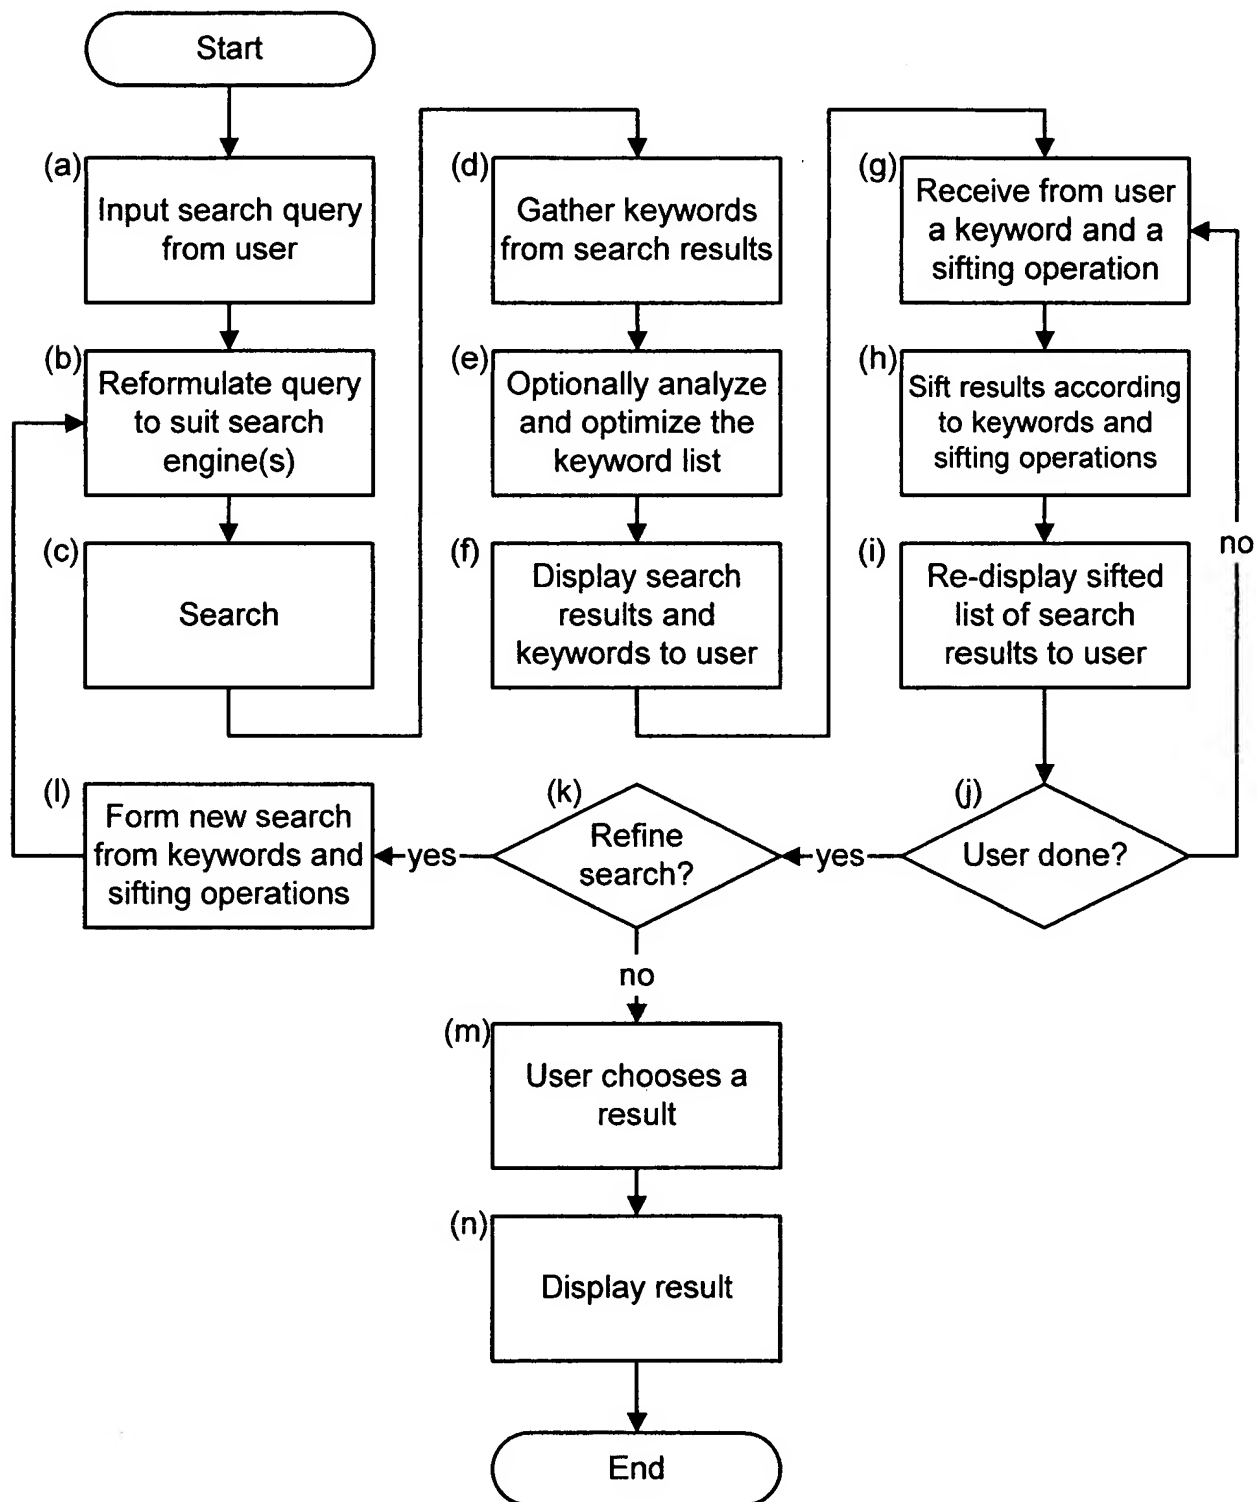 Start
(a)
Input search query
from user
(b)
Reformulate query
to suit search
engine(s)
(c)
Search
(d)
Gather keywords
from search results
(e)
Optionally analyze
and optimize the
keyword list
(f)
Display search
results and
keywords to user
(g)
Receive from user
a keyword and a
sifting operation
(h)
Sift results according
to keywords and
sifting operations
(i)
Re-display sifted
list of search
results to user
no
(j)
User done?
yes
(k)
Refine
search?
yes
(l)
Form new search
from keywords and
sifting operations
no
(m)
User chooses a
result
(n)
Display result
End